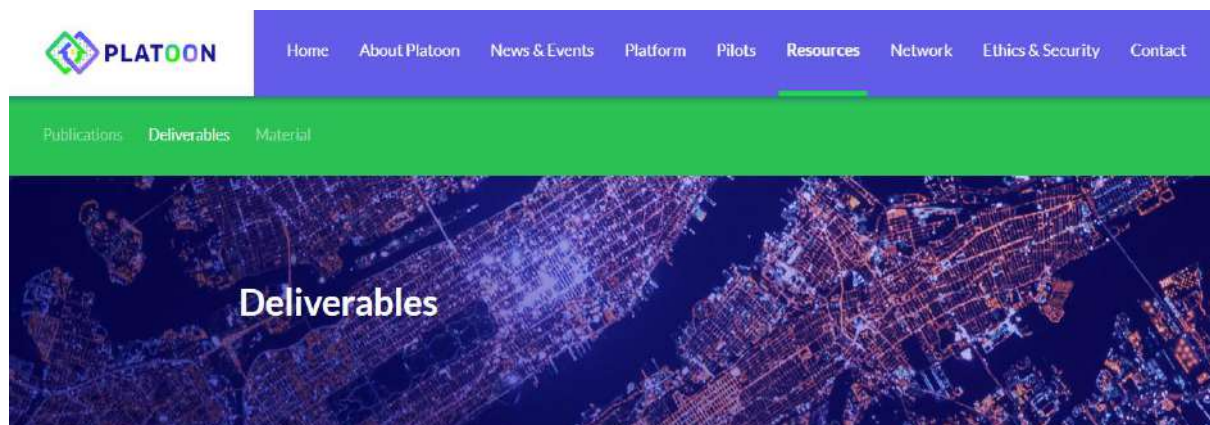 PLATOON Home About Platoon News & Events Platform Pilots Resources Network Ethics & Security Contact
Publications Deliverables Material
Deliverables